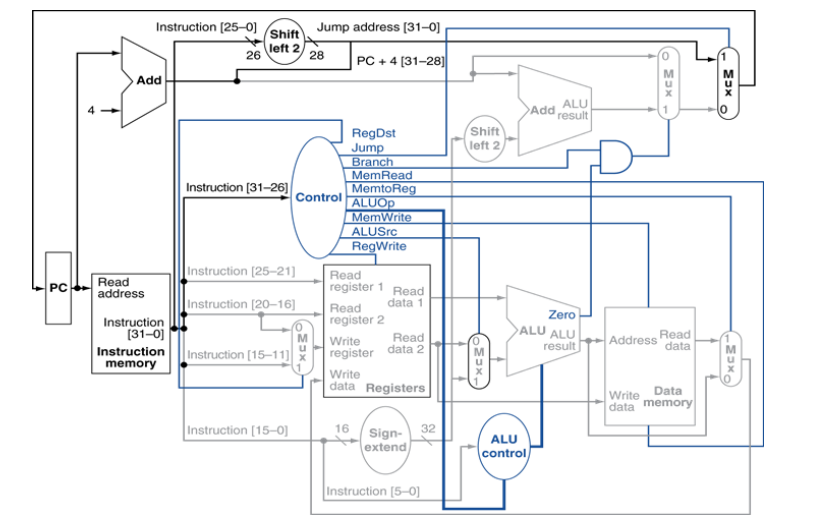 Instruction [25–0]
Shift
left 2
Jump address [31–0]
26
28
PC + 4 [31–28]
Add
4
0
M
u
x
1
1
M
u
x
0
Add
ALU
result
Shift
left 2
RegDst
Jump
Branch
MemRead
MemtoReg
ALUOp
MemWrite
ALUSrc
RegWrite
Control
Instruction [31–26]
PC
Read
address
Instruction
[31–0]
Instruction
memory
Instruction [25–21]
Instruction [20–16]
Instruction [15–11]
0
M
u
x
1
Read
register 1
Read
register 2
Write
register
Write
data
Read
data 1
Read
data 2
Registers
0
M
u
x
1
Zero
ALU
ALU
result
Address
Read
data
Write
data
Data
memory
1
M
u
x
0
Instruction [15–0]
16
Sign-
extend
32
ALU
control
Instruction [5–0]